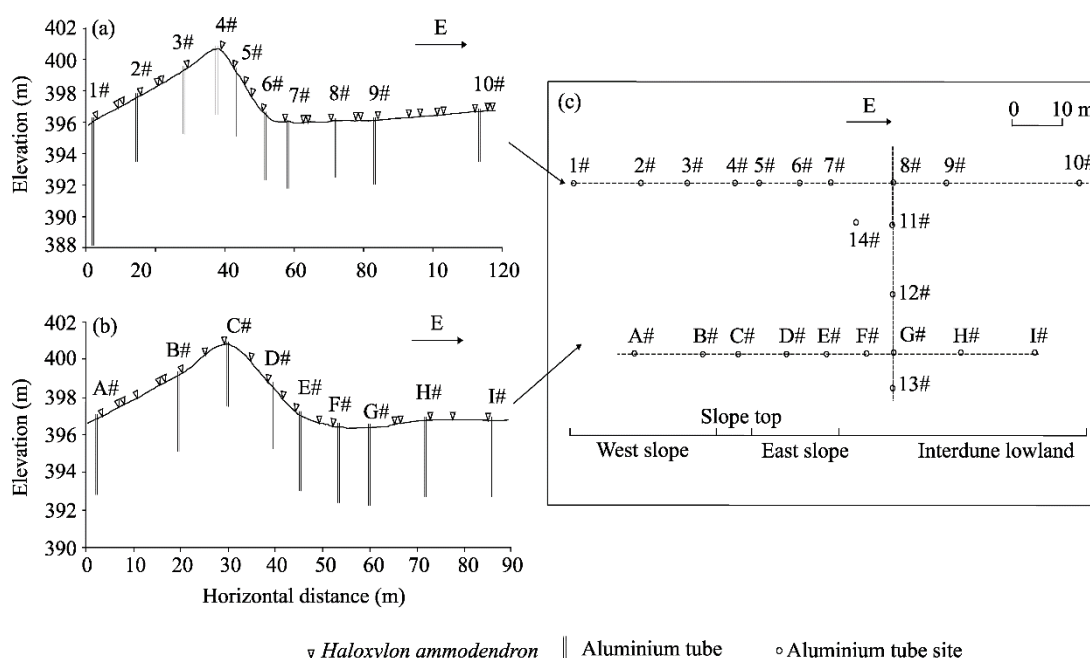 (a)
E
Elevation (m)
402
400
398
396
394
392
390
388
1# 2# 3# 4# 5# 6# 7# 8# 9# 10#
0 20 40 60 80 10 120
(b)
E
Elevation (m)
402
400
398
396
394
392
390
A# B# C# D# E# F# G# H# I#
0 10 20 30 40 50 60 70 80 90
Horizontal distance (m)
(c)
E
0 10 m
1# 2# 3# 4# 5# 6# 7# 8# 9# 10#
11#
14#
12#
A# B# C# D# E# F# G# H# I#
13#
Slope top
West slope East slope Interdune lowland
Haloxylon ammodendron Aluminium tube Aluminium tube site